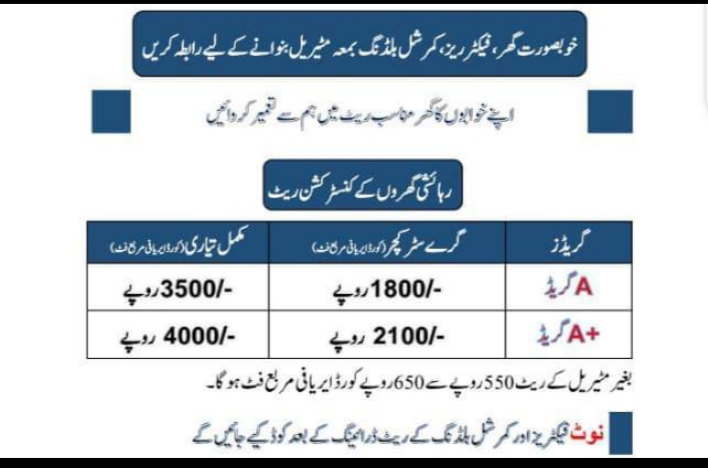 خوبصورت گھر، فیکٹریز، کمرشل بلڈنگ بمعہ مٹیریل بنوانے کے لیے رابطہ کریں
اپنے خوابوں کا گھر مناسب ریٹ میں ہم سے تعمیر کروائیں
رہائشی گھروں کے کنسٹرکشن ریٹ
گریڈز گرے سٹرکچر (کورڈ ایریا فی مربع فٹ) مکمل تیاری (کورڈ ایریا فی مربع فٹ)
A گریڈ 1800/- روپے 3500/- روپے
A+ گریڈ 2100/- روپے 4000/- روپے
بغیر مٹیریل کے ریٹ 550 روپے سے 650 روپے کورڈ ایریا فی مربع فٹ ہو گا۔
نوٹ فیکٹریز اور کمرشل بلڈنگ کے ریٹ ڈرائینگ کے بعد کوڈ کیے جائیں گے